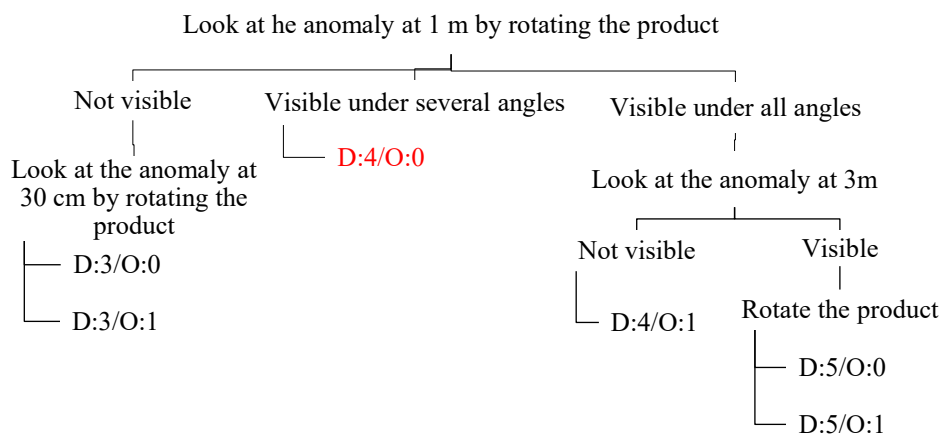 Look at he anomaly at 1 m by rotating the product
Not visible
Visible under several angles
Visible under all angles
D:4/O:0
Look at the anomaly at
30 cm by rotating the
product
Look at the anomaly at 3m
D:3/O:0
D:3/O:1
Not visible
Visible
D:4/O:1
Rotate the product
D:5/O:0
D:5/O:1